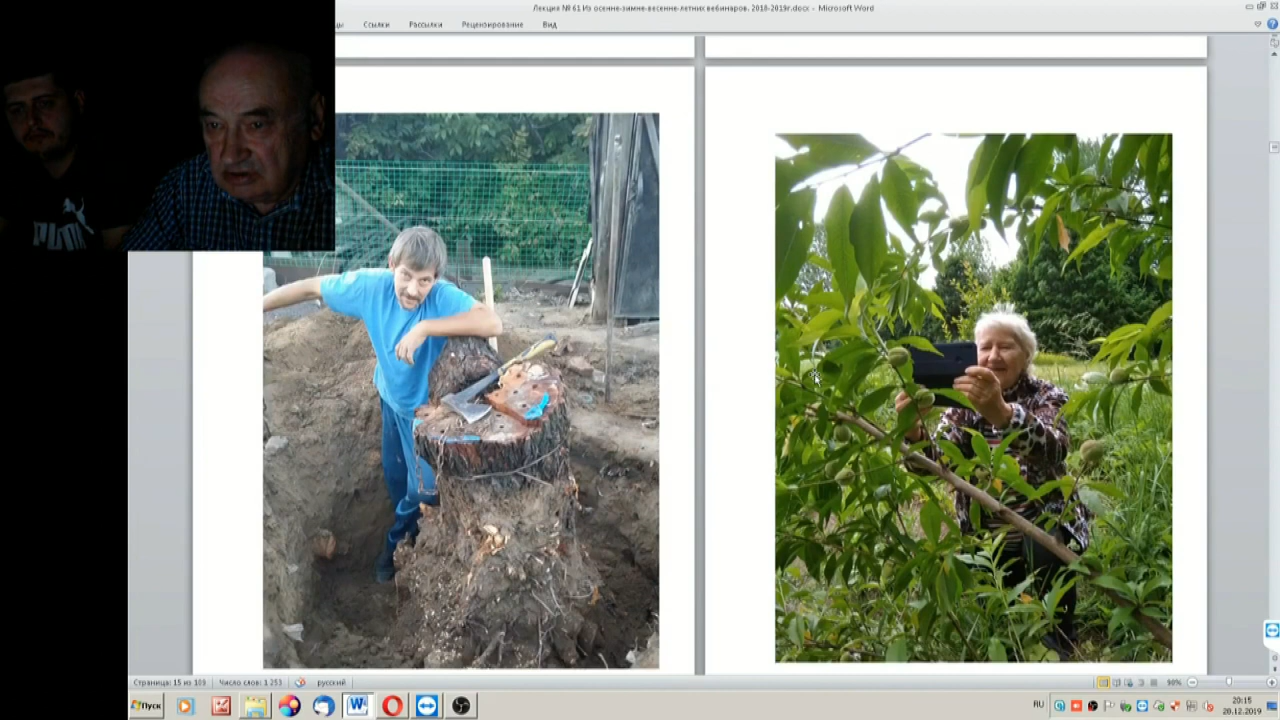 Лекция № 61 Из осенне-зимне-весенне-летних вебинаров. 2018-2019г.docx - Microsoft Word
Ссылки Рассылки Рецензирование Вид
PUMA
Страница: 15 из 103 Число слов: 1 253 русский 90%
Пуск RU 20:15
20.12.2019